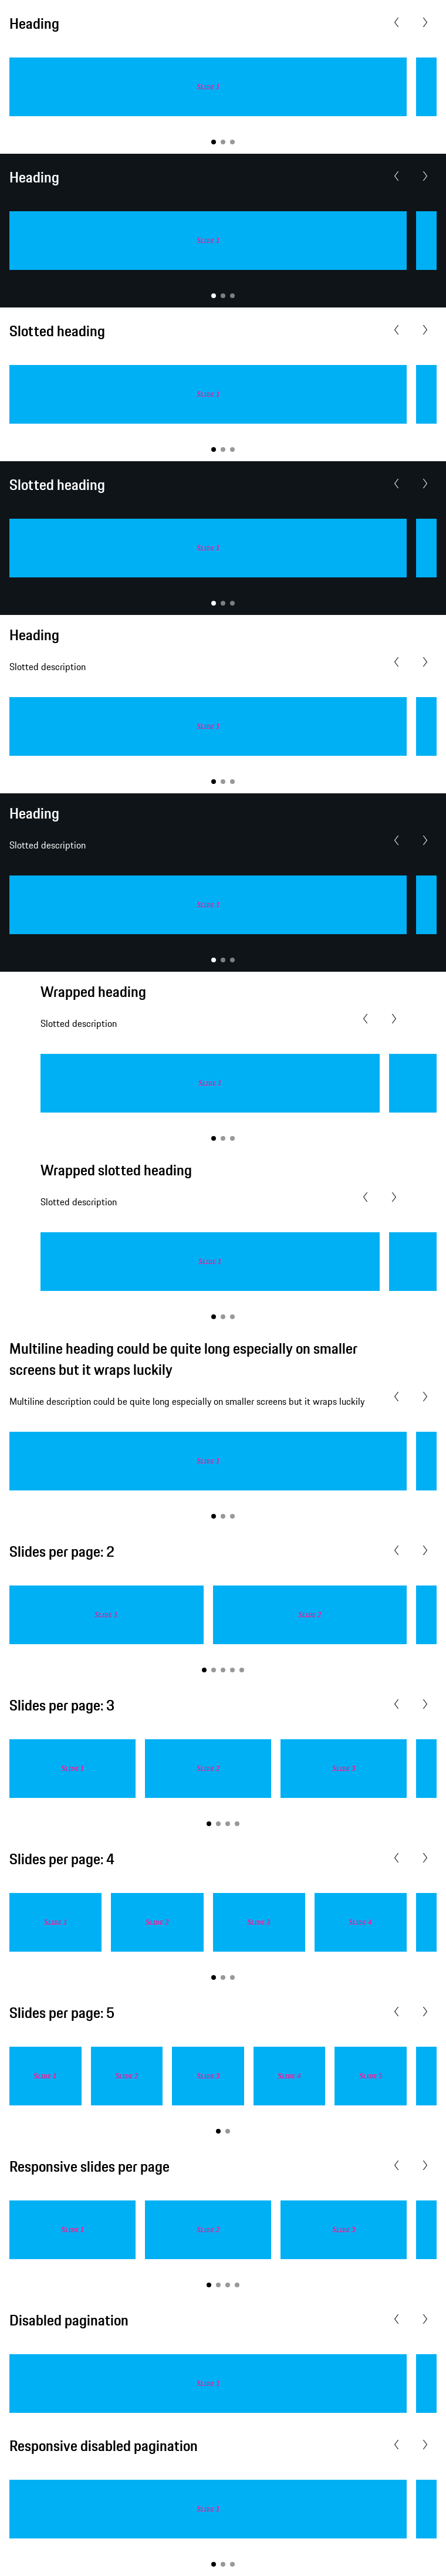 Heading
Slide 1
Heading
Slide 1
Slotted heading
Slide 1
Slotted heading
Slide 1
Heading
Slotted description
Slide 1
Heading
Slotted description
Slide 1
Wrapped heading
Slotted description
Slide 1
Wrapped slotted heading
Slotted description
Slide 1
Multiline heading could be quite long especially on smaller
screens but it wraps luckily
Multiline description could be quite long especially on smaller screens but it wraps luckily
Slide 1
Slides per page: 2
Slide 1 Slide 2
Slides per page: 3
Slide 1 Slide 2 Slide 3
Slides per page: 4
Slide 1 Slide 2 Slide 3 Slide 4
Slides per page: 5
Slide 1 Slide 2 Slide 3 Slide 4 Slide 5
Responsive slides per page
Slide 1 Slide 2 Slide 3
Disabled pagination
Slide 1
Responsive disabled pagination
Slide 1